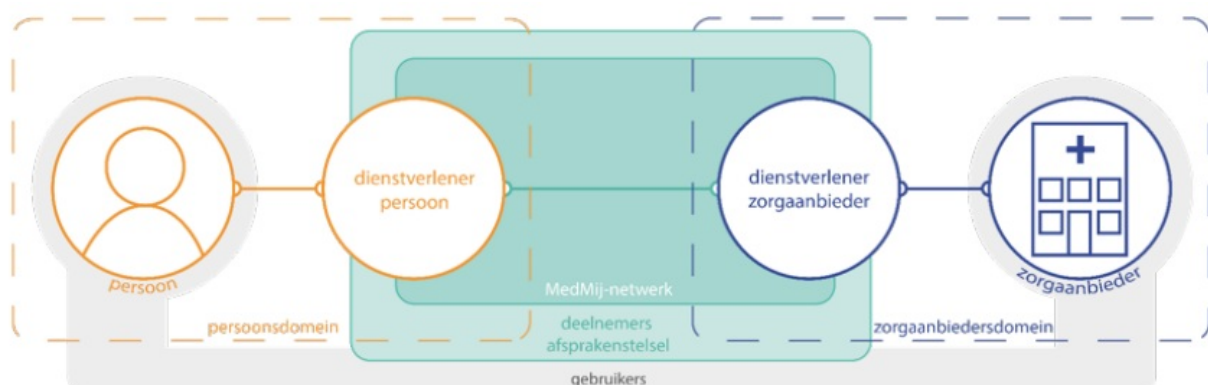 dienstverlener
persoon
dienstverlener
zorgaanbieder
persoon
zorgaanbieder
MedMij-netwerk
persoonsdomein
deelnemers
afsprakenstelsel
zorgaanbiedersdomein
gebruikers